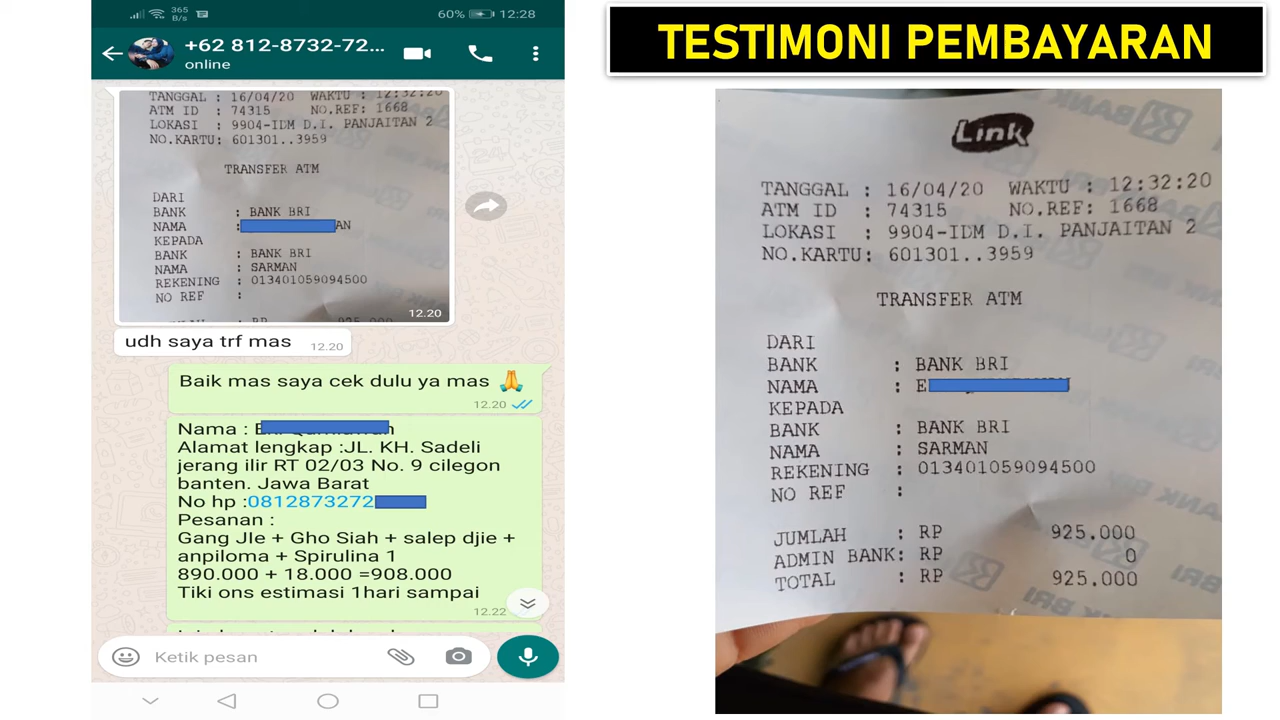 365
B/s
60%
12:28
+62 812-8732-72...
online
TANGGAL : 16/04/20 WAKTU : 12:32:20
ATM ID : 74315 NO.REF: 1668
LOKASI : 9904-IDM D.I. PANJAITAN 2
NO.KARTU: 601301..3959
TRANSFER ATM
DARI
BANK : BANK BRI
NAMA : AN
KEPADA
BANK : BANK BRI
NAMA : SARMAN
REKENING : 013401059094500
NO REF :
RP 925.000
12.20
udh saya trf mas 12.20
Baik mas saya cek dulu ya mas 🙏
12.20
Nama :
Alamat lengkap :JL. KH. Sadeli
jerang ilir RT 02/03 No. 9 cilegon
banten. Jawa Barat
No hp :0812873272
Pesanan :
Gang JIe + Gho Siah + salep djie +
anpiloma + Spirulina 1
890.000 + 18.000 =908.000
Tiki ons estimasi 1hari sampai
12.22
Ketik pesan
TESTIMONI PEMBAYARAN
Link
TANGGAL : 16/04/20 WAKTU : 12:32:20
ATM ID : 74315 NO.REF: 1668
LOKASI : 9904-IDM D.I. PANJAITAN 2
NO.KARTU: 601301..3959
TRANSFER ATM
DARI
BANK : BANK BRI
NAMA : E
KEPADA
BANK : BANK BRI
NAMA : SARMAN
REKENING : 013401059094500
NO REF :
JUMLAH : RP 925.000
ADMIN BANK: RP 0
TOTAL : RP 925.000